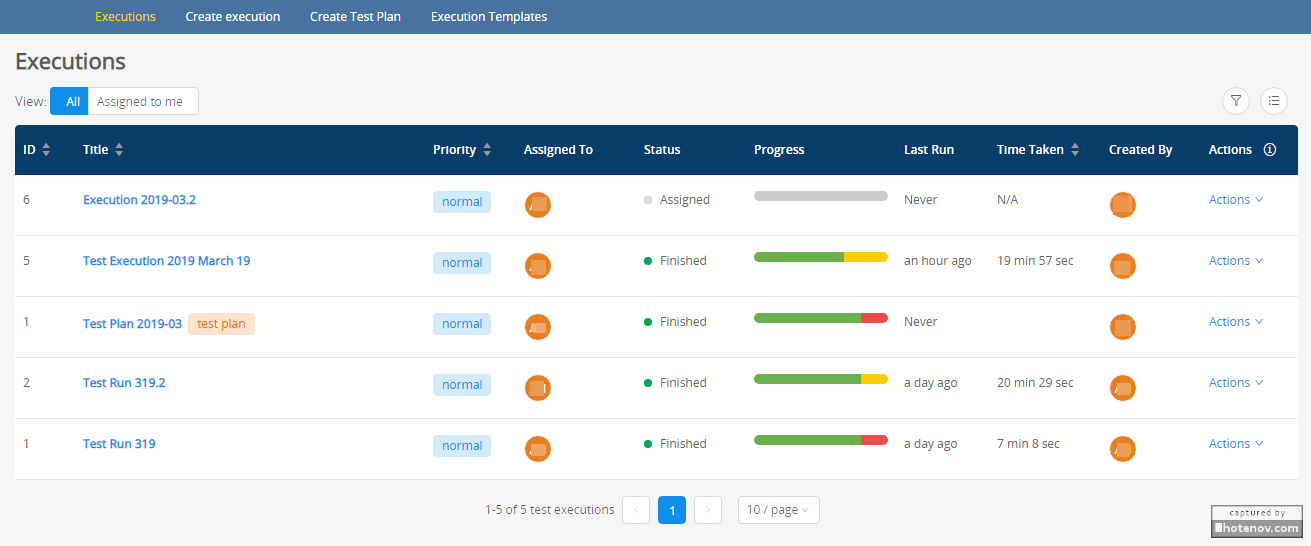 Executions Create execution Create Test Plan Execution Templates
Executions
View: All Assigned to me
ID Title Priority Assigned To Status Progress Last Run Time Taken Created By Actions
6 Execution 2019-03.2 normal Assigned Never N/A Actions
5 Test Execution 2019 March 19 normal Finished an hour ago 19 min 57 sec Actions
1 Test Plan 2019-03 test plan normal Finished Never Actions
2 Test Run 319.2 normal Finished a day ago 20 min 29 sec Actions
1 Test Run 319 normal Finished a day ago 7 min 8 sec Actions
1-5 of 5 test executions < 1 > 10 / page
captured by
hotenov.com